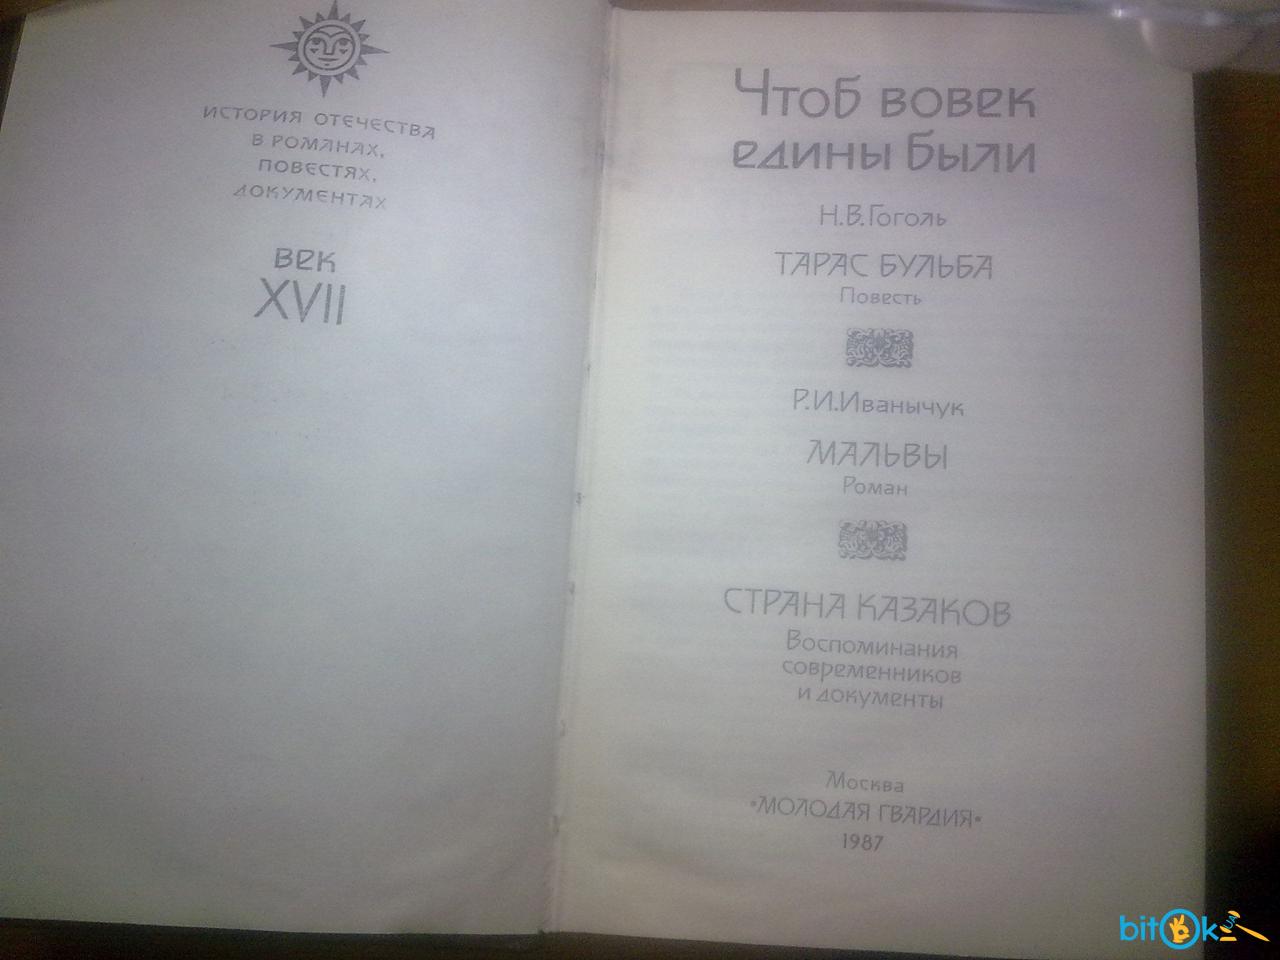 ИСТОРИЯ ОТЕЧЕСТВА
В РОМАНАХ,
ПОВЕСТЯХ,
ДОКУМЕНТАХ
ВЕК
XVII
Чтоб вовек
едины были
Н.В.Гоголь
ТАРАС БУЛЬБА
Повесть
Р.И.Иванычук
МАЛЬВЫ
Роман
СТРАНА КАЗАКОВ
Воспоминания
современников
и документы
Москва
«МОЛОДАЯ ГВАРДИЯ»
1987
bitOk UA